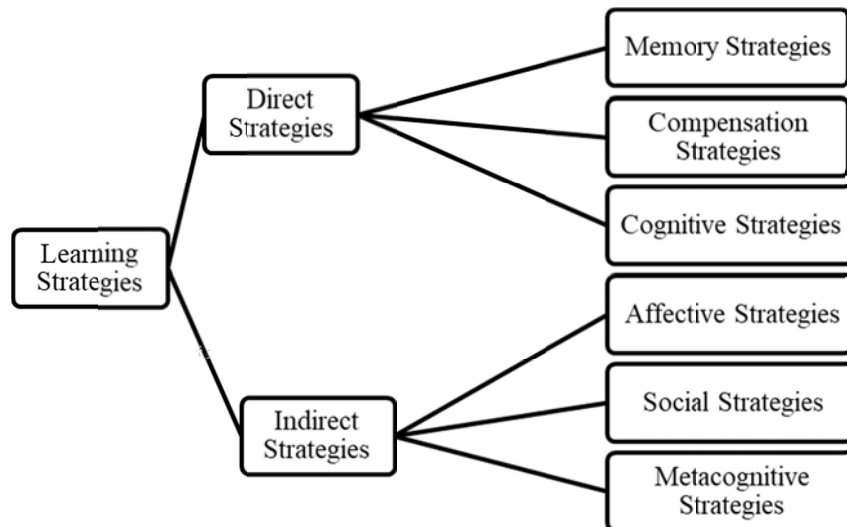 Memory Strategies
Direct
Strategies
Compensation
Strategies
Cognitive Strategies
Learning
Strategies
Affective Strategies
Social Strategies
Indirect
Strategies
Metacognitive
Strategies